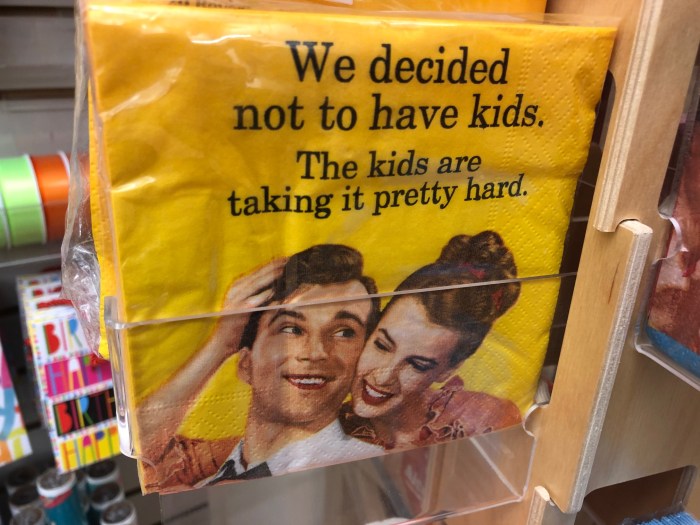 We decided
not to have kids.
The kids are
taking it pretty hard.